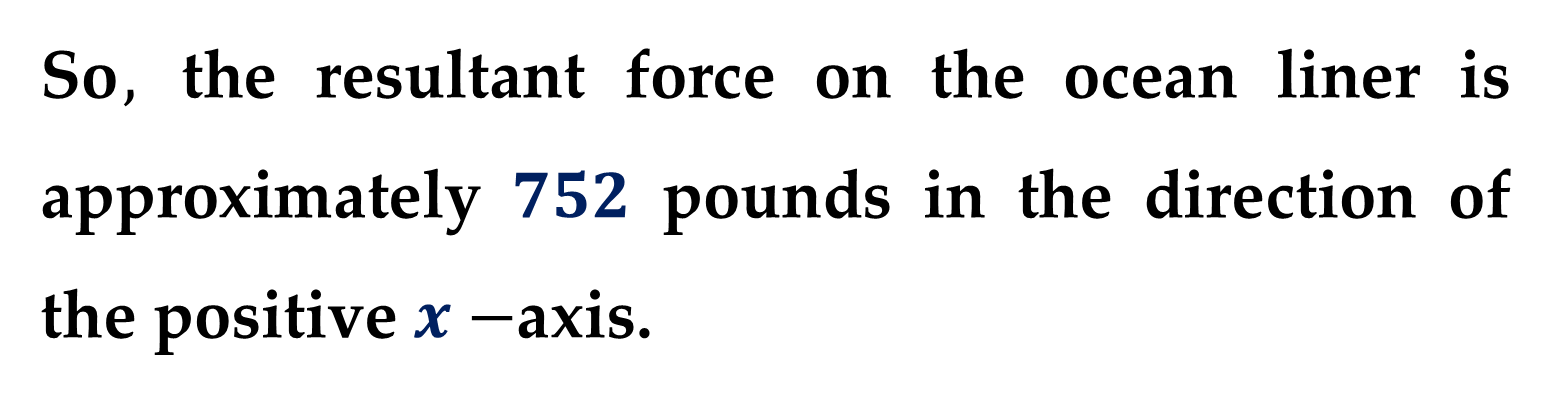 So, the resultant force on the ocean liner is
approximately 752 pounds in the direction of
the positive x −axis.